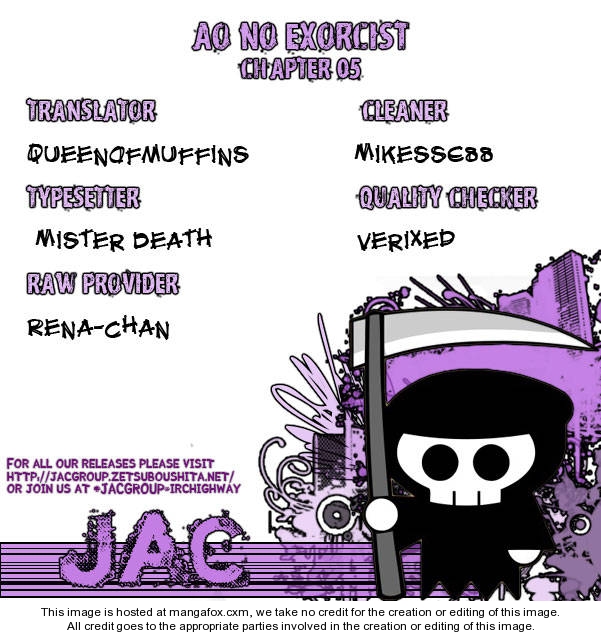 AO NO EXORCIST
CHAPTER 05
TRANSLATOR
QUEENOFMUFFINS
CLEANER
MIKESSC88
TYPESETTER
MISTER DEATH
QUALITY CHECKER
VERIXED
RAW PROVIDER
RENA-CHAN
FOR ALL OUR RELEASES PLEASE VISIT
HTTP://JACGROUP.ZETSUBOUSHITA.NET/
OR JOIN US AT #JACGROUP@IRCHIGHWAY
JAC
This image is hosted at mangafox.cxm, we take no credit for the creation or editing of this image.
All credit goes to the appropriate parties involved in the creation or editing of this image.